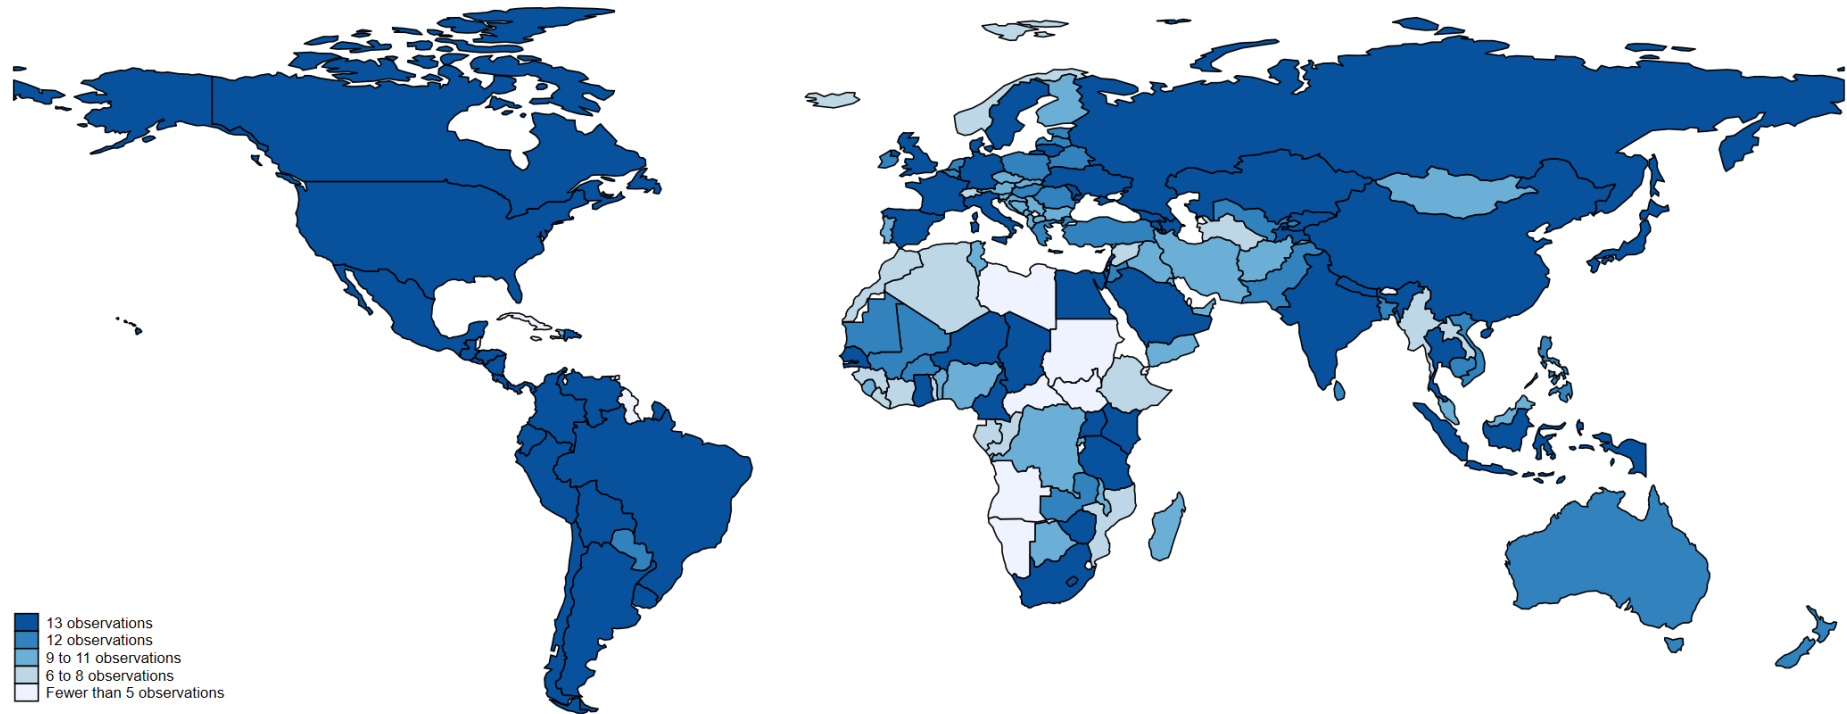 13 observations
12 observations
9 to 11 observations
6 to 8 observations
Fewer than 5 observations